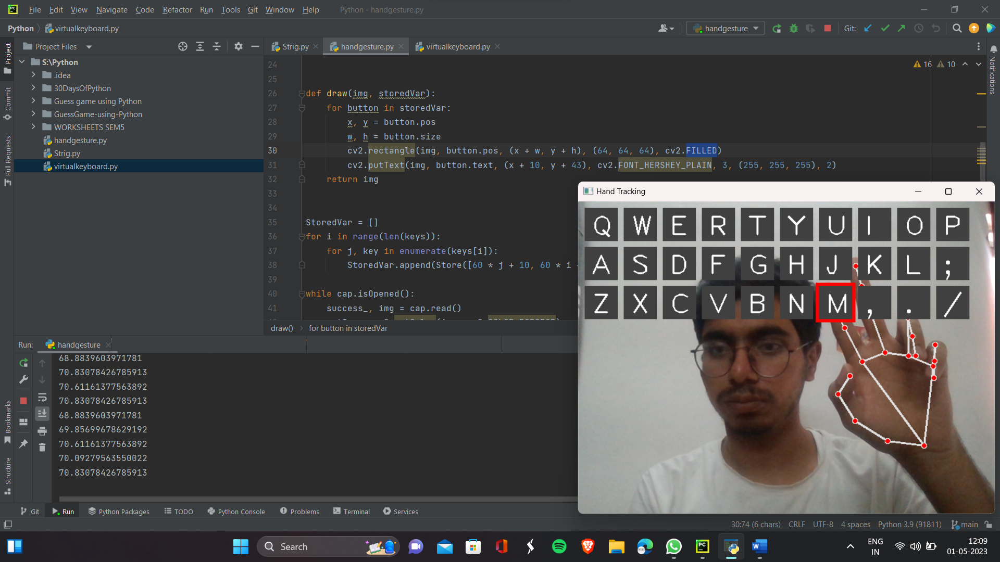 File Edit View Navigate Code Refactor Run Tools Git Window Help Python - handgesture.py
Python virtualkeyboard.py handgesture Git:
Project
Commit
Pull Requests
Bookmarks
Structure
Notifications
Project Files
S:\Python
.idea
30DaysOfPython
Guess game using Python
GuessGame-using-Python
WORKSHEETS SEM5
handgesture.py
Strig.py
virtualkeyboard.py
Strig.py handgesture.py virtualkeyboard.py
16 10
24
25
26 def draw(img, storedVar):
27 for button in storedVar:
28 x, y = button.pos
29 w, h = button.size
30 cv2.rectangle(img, button.pos, (x + w, y + h), (64, 64, 64), cv2.FILLED)
31 cv2.putText(img, button.text, (x + 10, y + 43), cv2.FONT_HERSHEY_PLAIN, 3, (255, 255, 255), 2)
32 return img
33
34
35 StoredVar = []
36 for i in range(len(keys)):
37 for j, key in enumerate(keys[i]):
38 StoredVar.append(Store([60 * j + 10, 60 * i
39
40 while cap.isOpened():
41 success_, img = cap.read()
draw() for button in storedVar
Hand Tracking
Q W E R T Y U I O P
A S D F G H J K L ;
Z X C V B N M , . /
Run: handgesture
68.8839603971781
70.83078426785913
70.61161377563892
70.83078426785913
68.8839603971781
69.85699678629192
70.61161377563892
70.09279563550022
70.83078426785913
Git Run Python Packages TODO Python Console Problems Terminal Services
30:74 (6 chars) CRLF UTF-8 4 spaces Python 3.9 (91811) main
Search
ENG
IN
12:09
01-05-2023